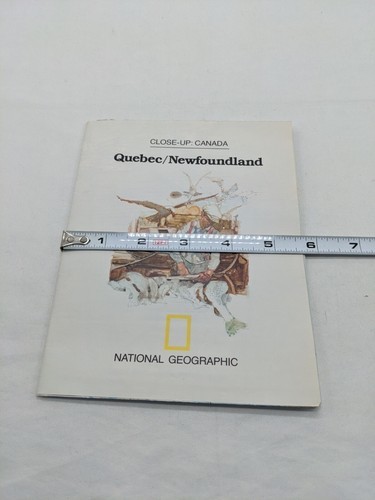 CLOSE-UP: CANADA
Quebec/Newfoundland
1 2 3 4 5 6 7
NATIONAL GEOGRAPHIC